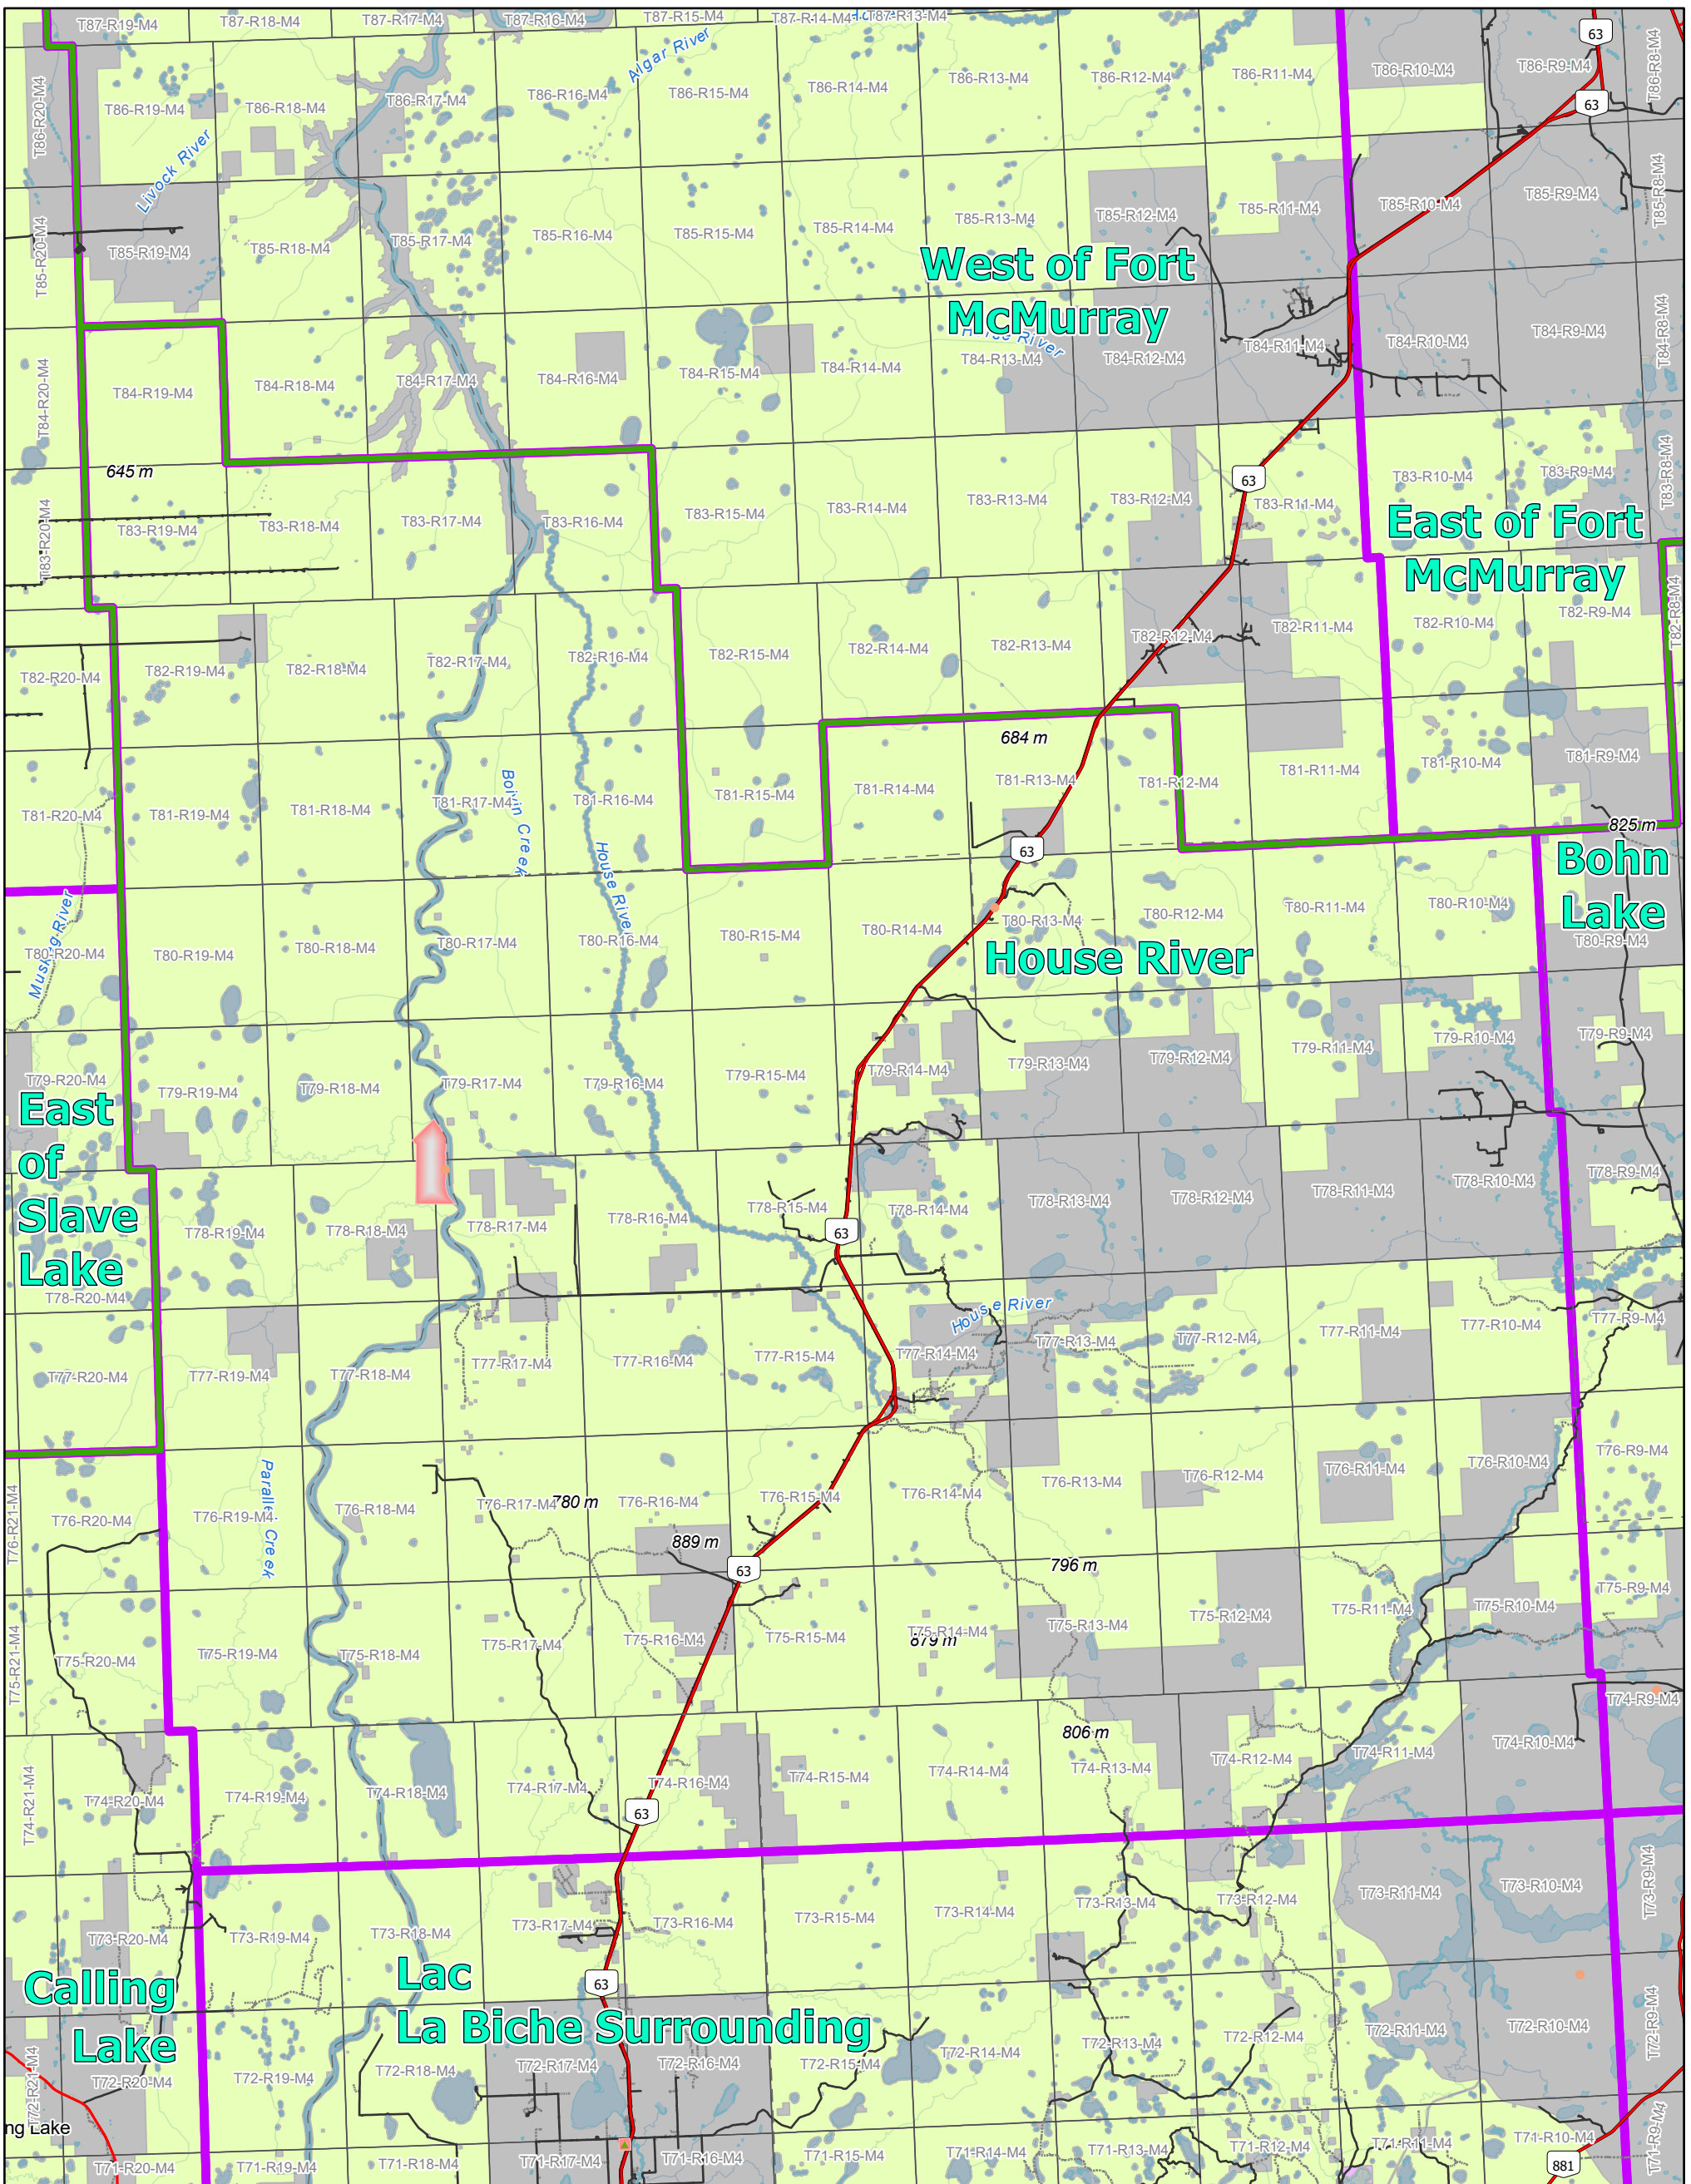 T87-R19-M4 T87-R18-M4 T87-R17-M4 T87-R16-M4 T87-R15-M4 T87-R14-M4 T87-R13-M4
63
Algar River
T86-R20-M4 T86-R19-M4 T86-R18-M4 T86-R17-M4 T86-R16-M4 T86-R15-M4 T86-R14-M4 T86-R13-M4 T86-R12-M4 T86-R11-M4 T86-R10-M4 T86-R9-M4 T86-R8-M4
63
Livock River
T85-R20-M4 T85-R19-M4 T85-R18-M4 T85-R17-M4 T85-R16-M4 T85-R15-M4 T85-R14-M4 T85-R13-M4 T85-R12-M4 T85-R11-M4 T85-R10-M4 T85-R9-M4 T85-R8-M4
West of Fort
McMurray
River
T84-R20-M4 T84-R19-M4 T84-R18-M4 T84-R17-M4 T84-R16-M4 T84-R15-M4 T84-R14-M4 T84-R13-M4 T84-R12-M4 T84-R11-M4 T84-R10-M4 T84-R9-M4 T84-R8-M4
645 m
63
T83-R20-M4 T83-R19-M4 T83-R18-M4 T83-R17-M4 T83-R16-M4 T83-R15-M4 T83-R14-M4 T83-R13-M4 T83-R12-M4 T83-R11-M4 T83-R10-M4 T83-R9-M4 T83-R8-M4
East of Fort
McMurray
T82-R20-M4 T82-R19-M4 T82-R18-M4 T82-R17-M4 T82-R16-M4 T82-R15-M4 T82-R14-M4 T82-R13-M4 T82-R12-M4 T82-R11-M4 T82-R10-M4 T82-R9-M4 T82-R8-M4
684 m
T81-R20-M4 T81-R19-M4 T81-R18-M4 T81-R17-M4 T81-R16-M4 T81-R15-M4 T81-R14-M4 T81-R13-M4 T81-R12-M4 T81-R11-M4 T81-R10-M4 T81-R9-M4
Boivin Creek
825 m
63
House River
Bohn
Lake
Muskeg River
T80-R20-M4 T80-R19-M4 T80-R18-M4 T80-R17-M4 T80-R16-M4 T80-R15-M4 T80-R14-M4 T80-R13-M4 T80-R12-M4 T80-R11-M4 T80-R10-M4 T80-R9-M4
House River
T79-R20-M4 T79-R19-M4 T79-R18-M4 T79-R17-M4 T79-R16-M4 T79-R15-M4 T79-R14-M4 T79-R13-M4 T79-R12-M4 T79-R11-M4 T79-R10-M4 T79-R9-M4
East
of
Slave
Lake
T78-R20-M4 T78-R19-M4 T78-R18-M4 T78-R17-M4 T78-R16-M4 T78-R15-M4 T78-R14-M4 T78-R13-M4 T78-R12-M4 T78-R11-M4 T78-R10-M4 T78-R9-M4
63
House River
T77-R20-M4 T77-R19-M4 T77-R18-M4 T77-R17-M4 T77-R16-M4 T77-R15-M4 T77-R14-M4 T77-R13-M4 T77-R12-M4 T77-R11-M4 T77-R10-M4 T77-R9-M4
T76-R21-M4 T76-R20-M4 T76-R19-M4 T76-R18-M4 T76-R17-M4 T76-R16-M4 T76-R15-M4 T76-R14-M4 T76-R13-M4 T76-R12-M4 T76-R11-M4 T76-R10-M4 T76-R9-M4
Parallel Creek
780 m
889 m
796 m
63
T75-R21-M4 T75-R20-M4 T75-R19-M4 T75-R18-M4 T75-R17-M4 T75-R16-M4 T75-R15-M4 T75-R14-M4 T75-R13-M4 T75-R12-M4 T75-R11-M4 T75-R10-M4 T75-R9-M4
879 m
806 m
T74-R21-M4 T74-R20-M4 T74-R19-M4 T74-R18-M4 T74-R17-M4 T74-R16-M4 T74-R15-M4 T74-R14-M4 T74-R13-M4 T74-R12-M4 T74-R11-M4 T74-R10-M4 T74-R9-M4
63
T73-R20-M4 T73-R19-M4 T73-R18-M4 T73-R17-M4 T73-R16-M4 T73-R15-M4 T73-R14-M4 T73-R13-M4 T73-R12-M4 T73-R11-M4 T73-R10-M4 T73-R9-M4
63
Calling
Lake
Lac
La Biche Surrounding
T72-R21-M4 T72-R20-M4 T72-R19-M4 T72-R18-M4 T72-R17-M4 T72-R16-M4 T72-R15-M4 T72-R14-M4 T72-R13-M4 T72-R12-M4 T72-R11-M4 T72-R10-M4 T72-R9-M4
ng Lake
T71-R20-M4 T71-R19-M4 T71-R18-M4 T71-R17-M4 T71-R16-M4 T71-R15-M4 T71-R14-M4 T71-R13-M4 T71-R12-M4 T71-R11-M4 T71-R10-M4 T71-R9-M4
881